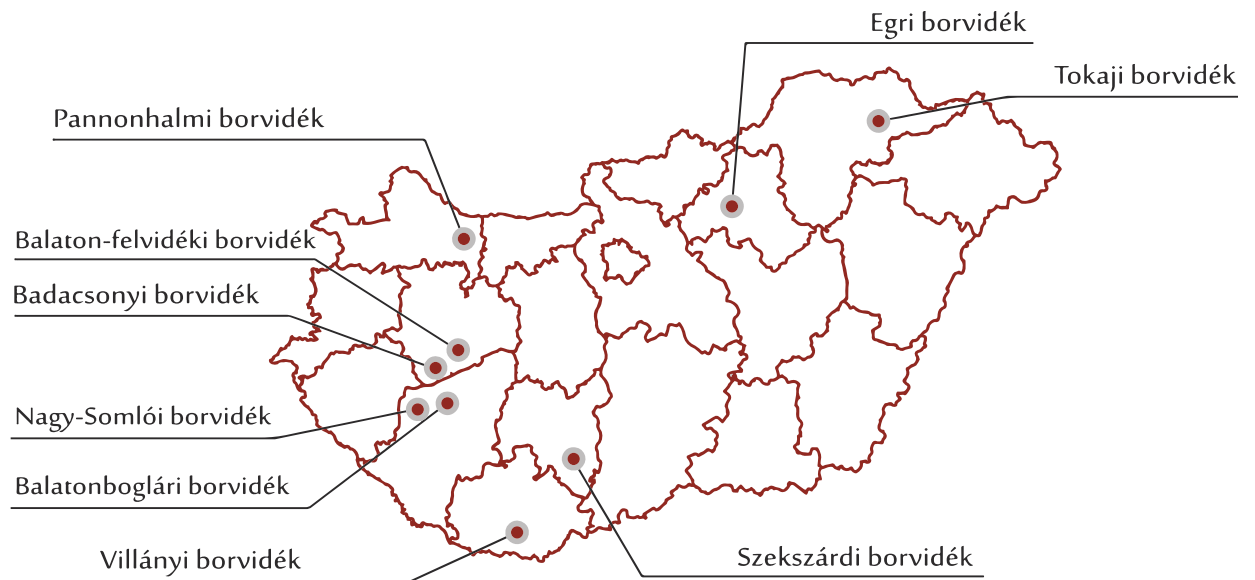 Egri borvidék
Tokaji borvidék
Pannonhalmi borvidék
Balaton-felvidéki borvidék
Badacsonyi borvidék
Nagy-Somlói borvidék
Balatonboglári borvidék
Villányi borvidék
Szekszárdi borvidék